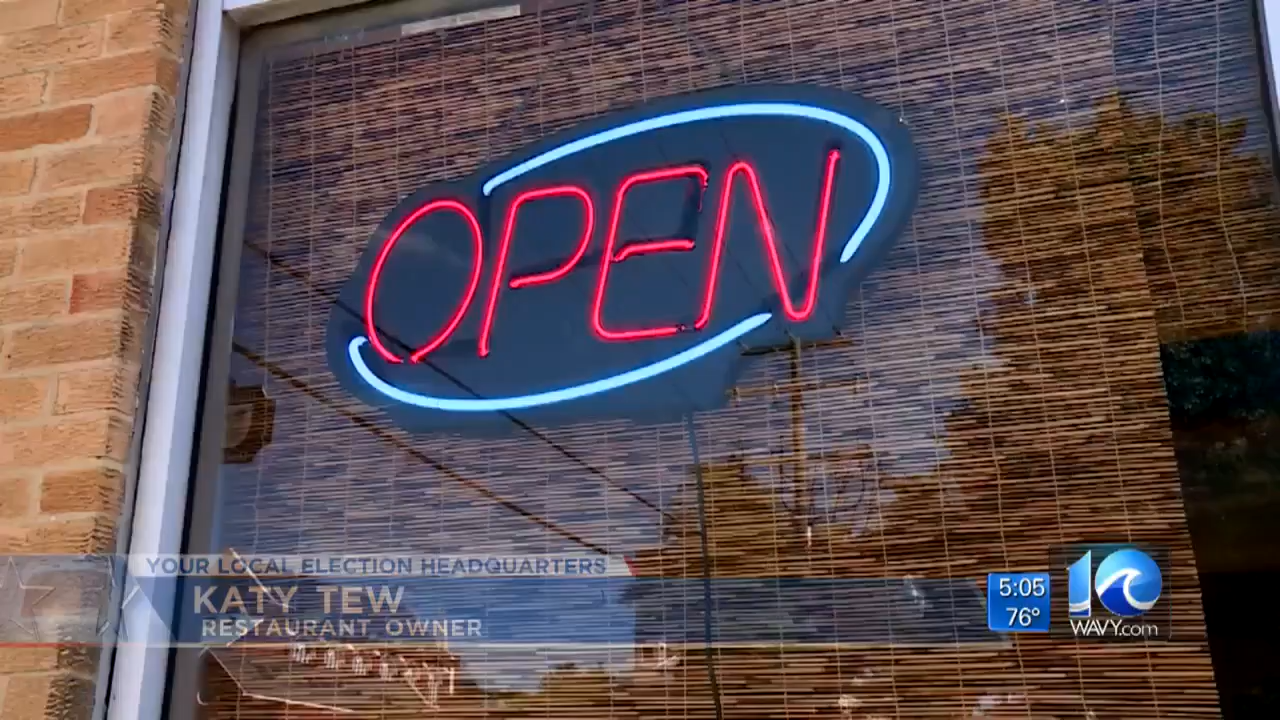 OPEN
YOUR LOCAL ELECTION HEADQUARTERS
KATY TEW
RESTAURANT OWNER
5:05
76°
10
WAVY.com